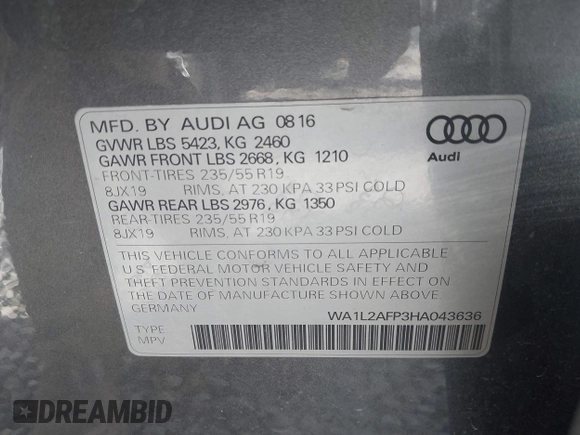 MFD. BY AUDI AG 08 16
GVWR LBS 5423, KG 2460
GAWR FRONT LBS 2668, KG 1210
FRONT-TIRES 235/55 R19
8JX19 RIMS, AT 230 KPA 33 PSI COLD
GAWR REAR LBS 2976, KG 1350
REAR-TIRES 235/55 R19
8JX19 RIMS, AT 230 KPA 33 PSI COLD
Audi
THIS VEHICLE CONFORMS TO ALL APPLICABLE
U.S. FEDERAL MOTOR VEHICLE SAFETY AND
THEFT PREVENTION STANDARDS IN EFFECT ON
THE DATE OF MANUFACTURE SHOWN ABOVE.
GERMANY
WA1L2AFP3HA043636
TYPE
MPV
DREAMBID